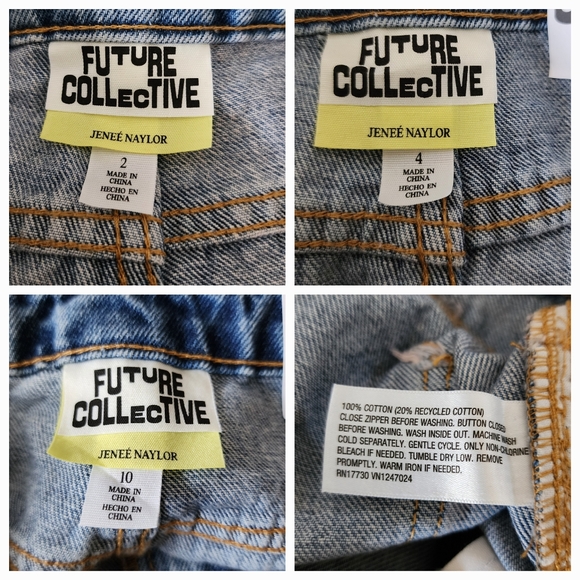 FUTURE
COLLECTIVE
JENEÉ NAYLOR
2
MADE IN
CHINA
HECHO EN
CHINA
FUTURE
COLLECTIVE
JENEÉ NAYLOR
4
MADE IN
CHINA
HECHO EN
CHINA
FUTURE
COLLECTIVE
JENEÉ NAYLOR
10
MADE IN
CHINA
HECHO EN
CHINA
100% COTTON (20% RECYCLED COTTON)
CLOSE ZIPPER BEFORE WASHING. BUTTON CLOSED
BEFORE WASHING. WASH INSIDE OUT. MACHINE WASH
COLD SEPARATELY. GENTLE CYCLE. ONLY NON-CHLORINE
BLEACH IF NEEDED. TUMBLE DRY LOW. REMOVE
PROMPTLY. WARM IRON IF NEEDED.
RN17730 VN1247024